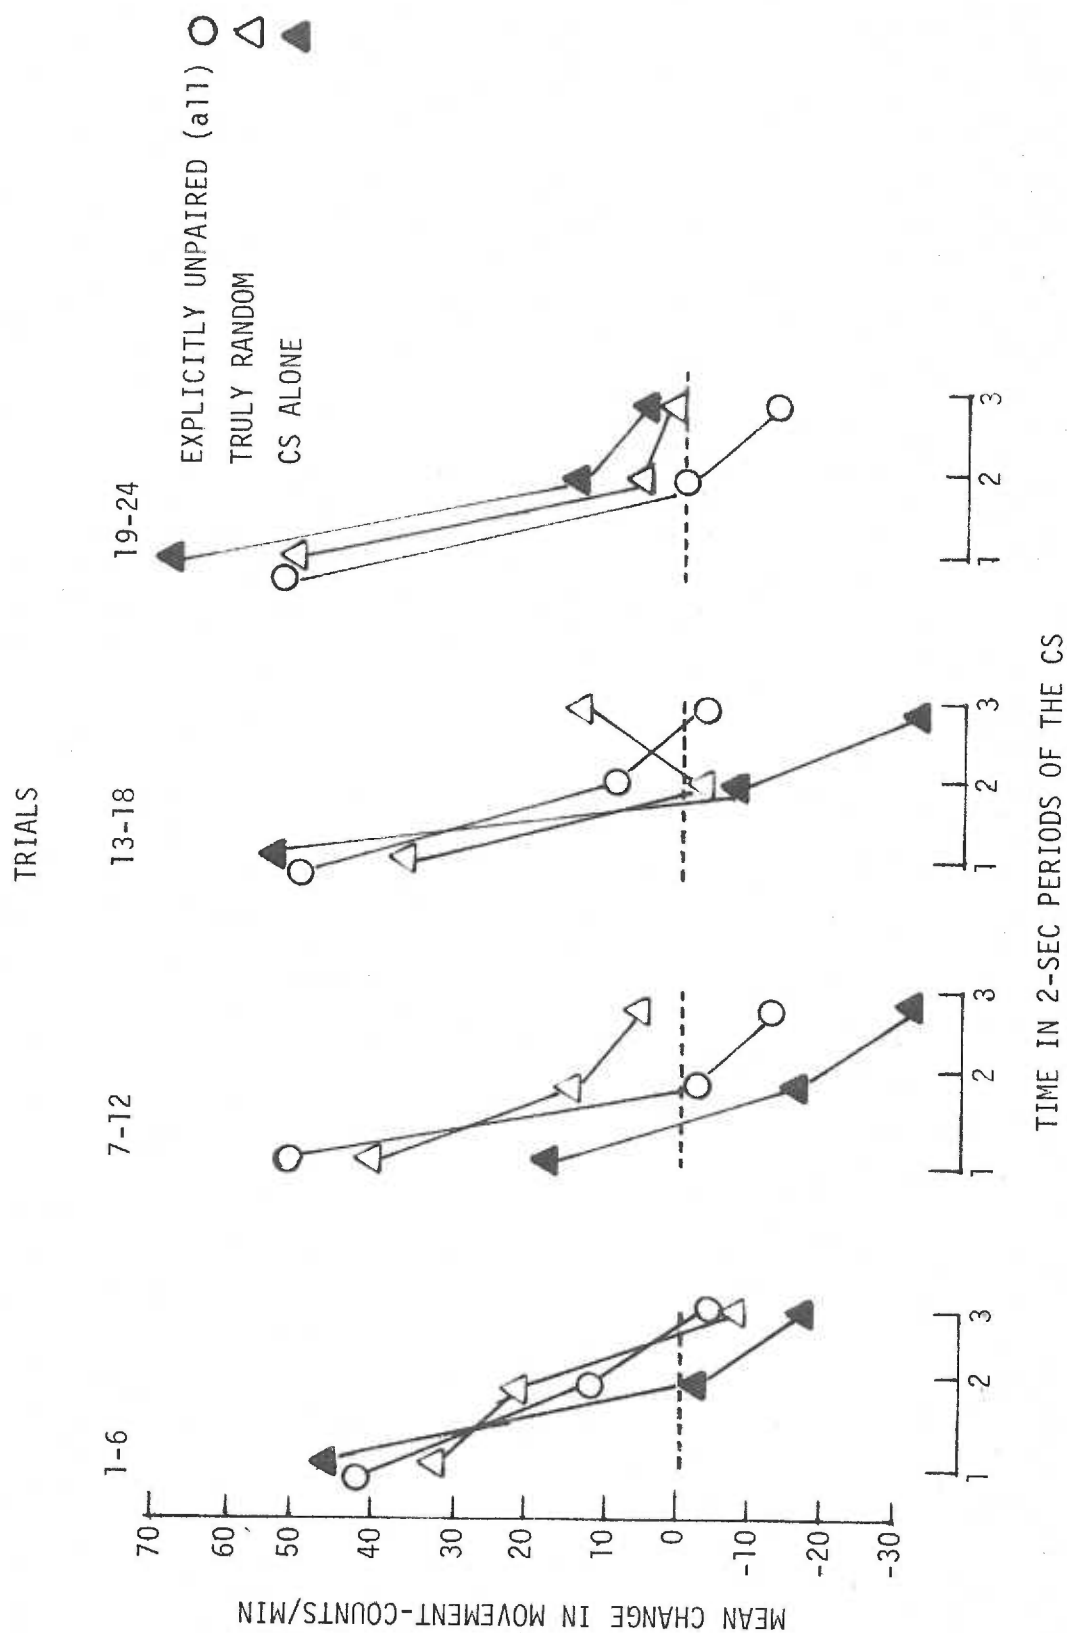 TRIALS
1-6
7-12
13-18
19-24
EXPLICITLY UNPAIRED (all)
TRULY RANDOM
CS ALONE
MEAN CHANGE IN MOVEMENT-COUNTS/MIN
70
60
50
40
30
20
10
0
-10
-20
-30
1 2 3
1 2 3
1 2 3
1 2 3
TIME IN 2-SEC PERIODS OF THE CS